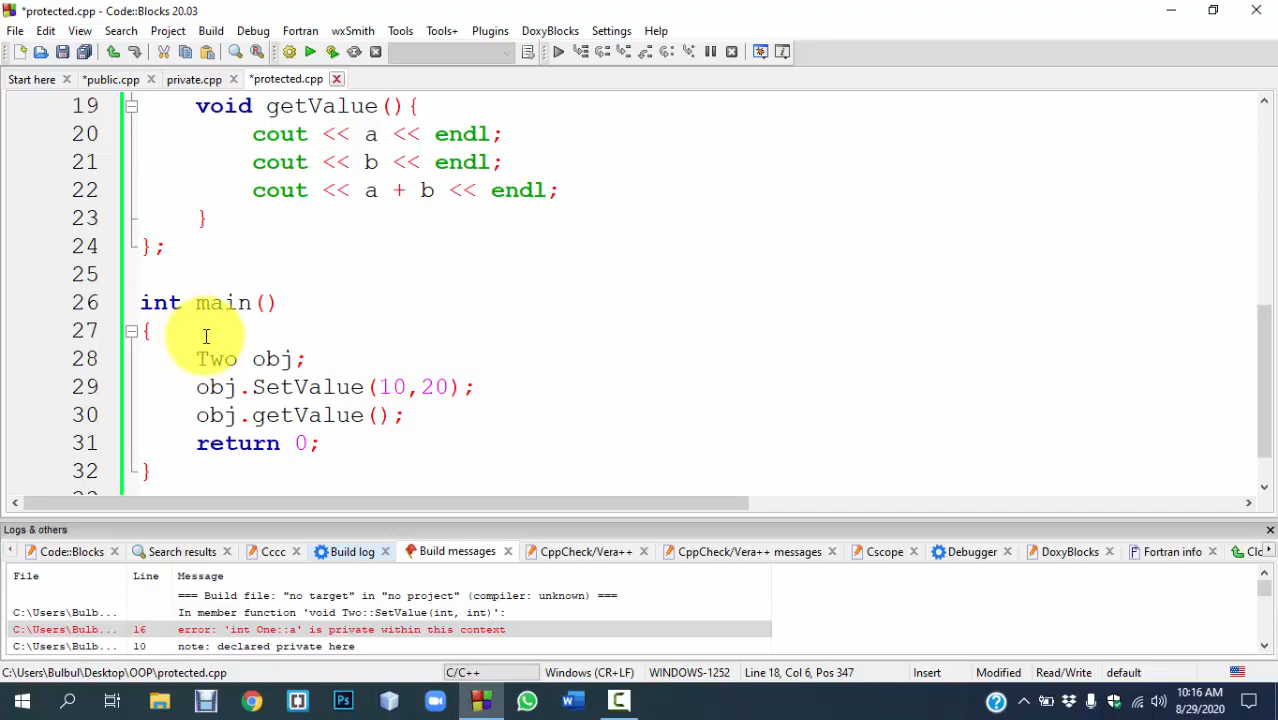 *protected.cpp - Code::Blocks 20.03
File Edit View Search Project Build Debug Fortran wxSmith Tools Tools+ Plugins DoxyBlocks Settings Help
Start here *public.cpp private.cpp *protected.cpp
19 void getValue(){
20 cout << a << endl;
21 cout << b << endl;
22 cout << a + b << endl;
23 }
24 };
25
26 int main()
27 {
28 Two obj;
29 obj.SetValue(10,20);
30 obj.getValue();
31 return 0;
32 }
Logs & others
Code::Blocks Search results Cccc Build log Build messages CppCheck/Vera++ CppCheck/Vera++ messages Cscope Debugger DoxyBlocks Fortran info Clo
File Line Message
=== Build file: "no target" in "no project" (compiler: unknown) ===
C:\Users\Bulb... In member function 'void Two::SetValue(int, int)':
C:\Users\Bulb... 16 error: 'int One::a' is private within this context
C:\Users\Bulb... 10 note: declared private here
C:\Users\Bulbul\Desktop\OOP\protected.cpp C/C++ Windows (CR+LF) WINDOWS-1252 Line 18, Col 6, Pos 347 Insert Modified Read/Write default
10:16 AM
8/29/2020